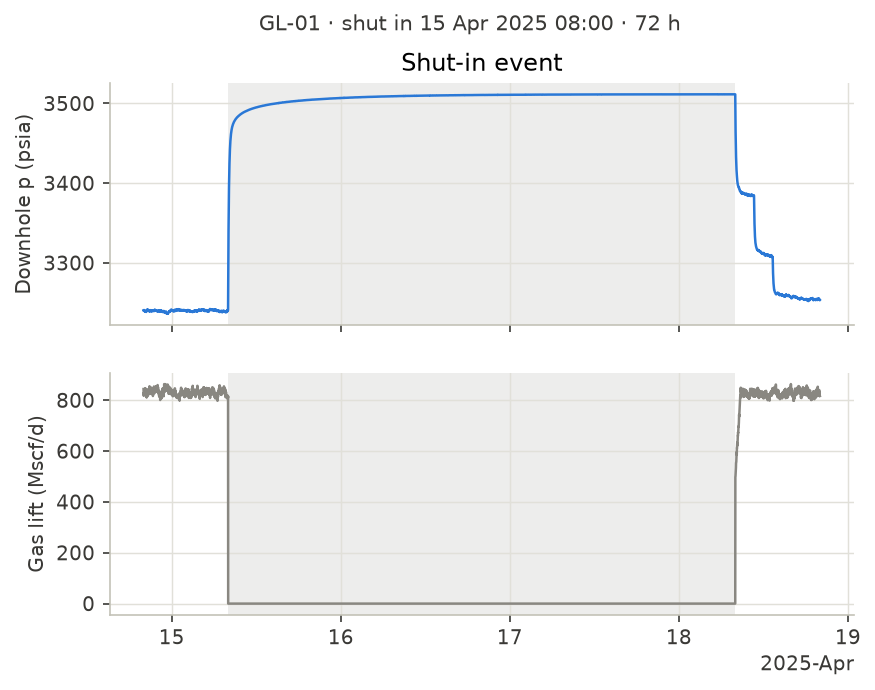 GL-01 · shut in 15 Apr 2025 08:00 · 72 h
Shut-in event
Downhole p (psia)
3500
3400
3300
Gas lift (Mscf/d)
800
600
400
200
0
15 16 17 18 19
2025-Apr